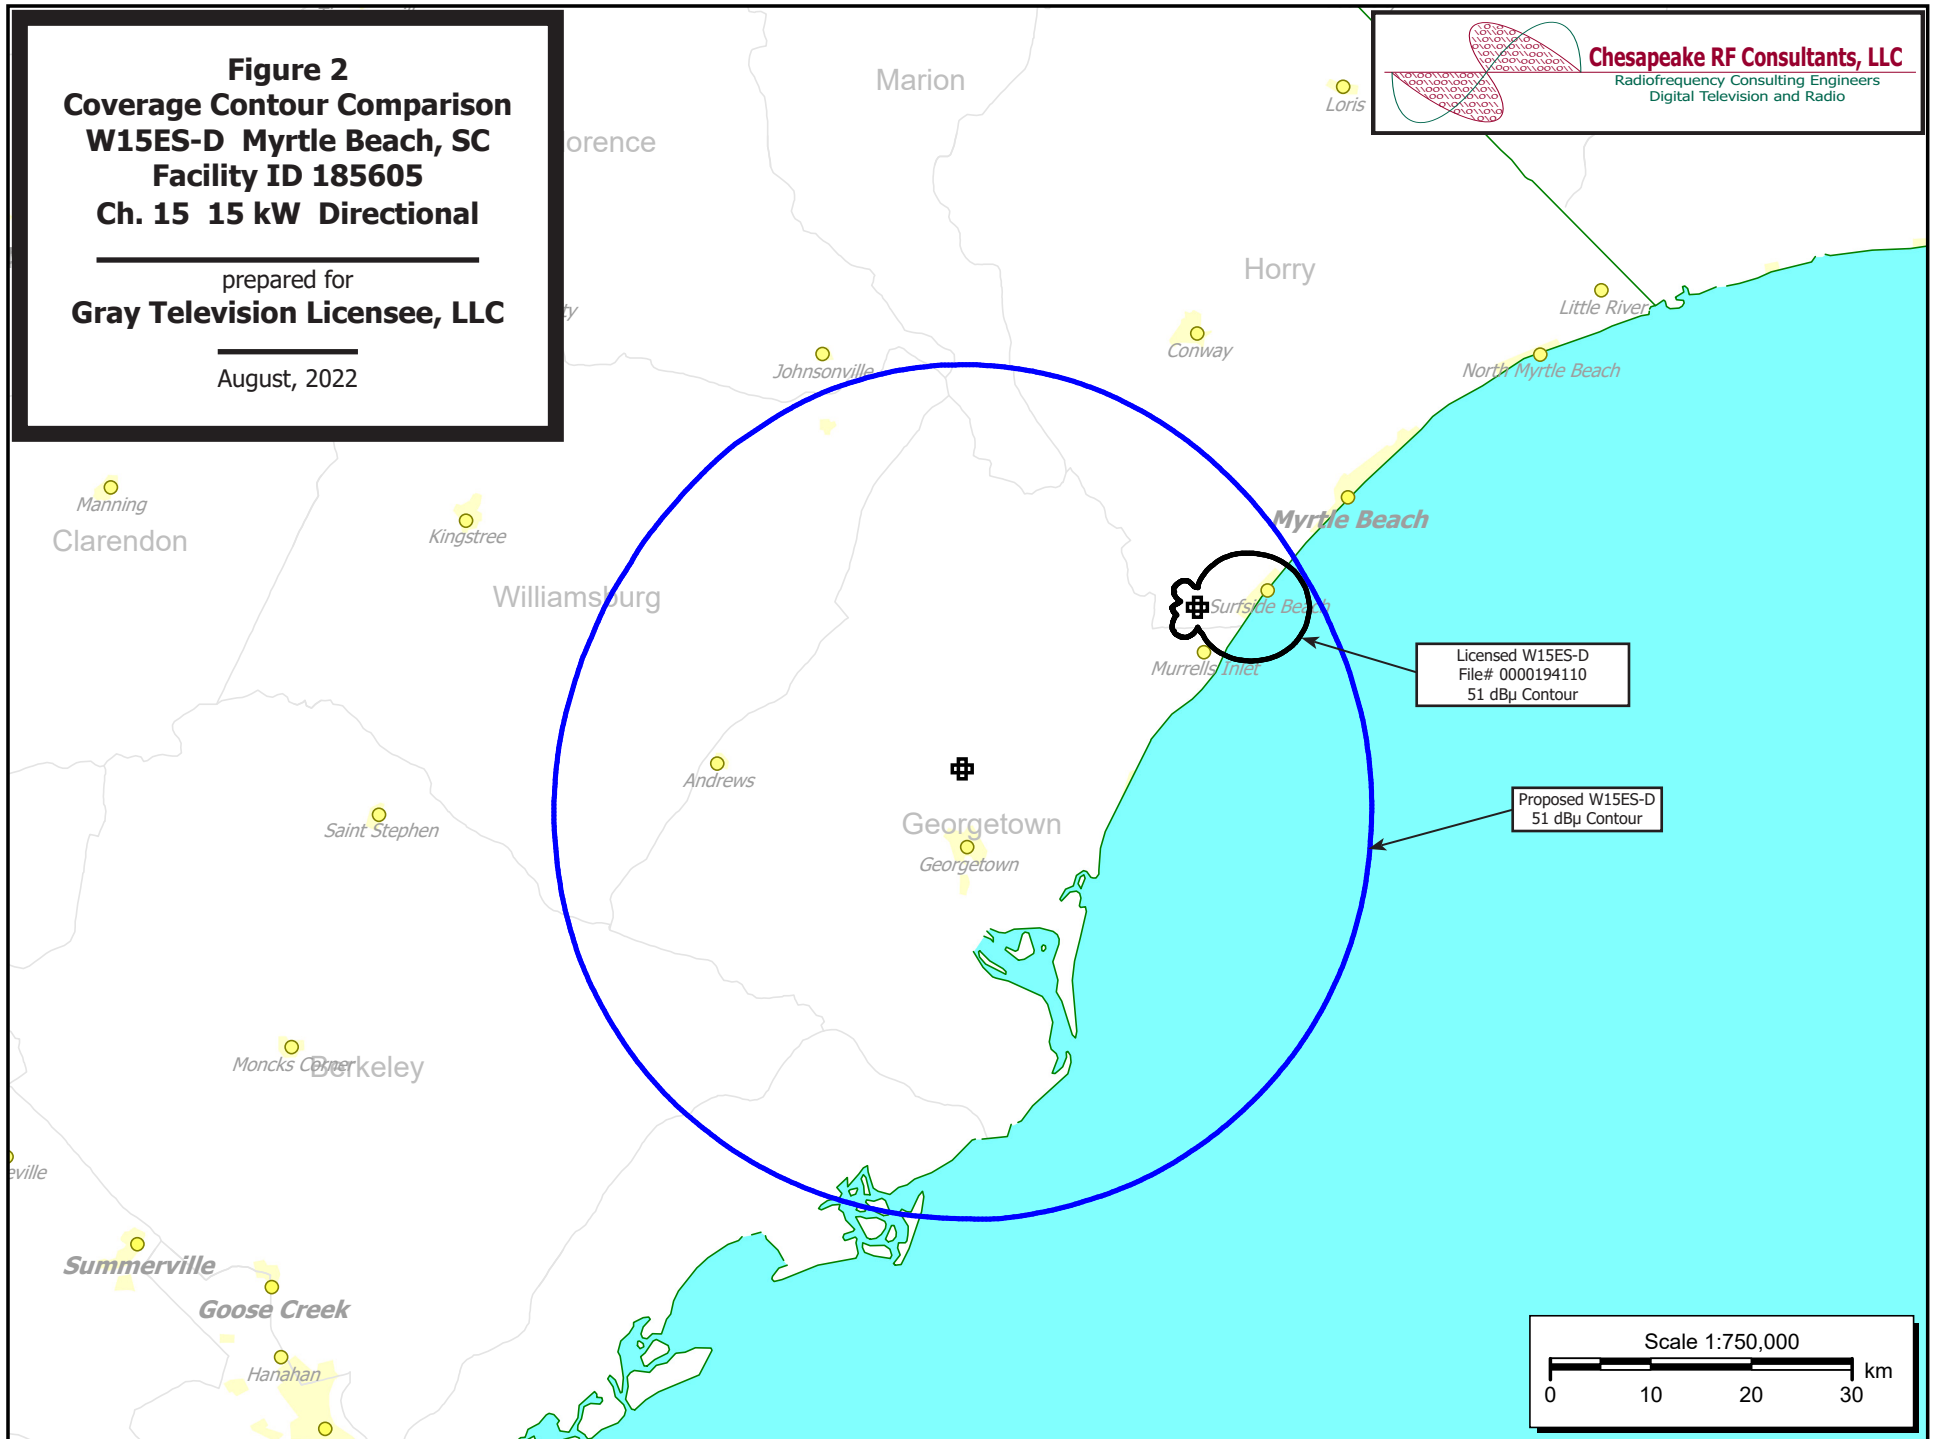 Figure 2
Coverage Contour Comparison
W15ES-D Myrtle Beach, SC
Facility ID 185605
Ch. 15 15 kW Directional
prepared for
Gray Television Licensee, LLC
August, 2022
Chesapeake RF Consultants, LLC
Radiofrequency Consulting Engineers
Digital Television and Radio
Marion
Loris
orence
Horry
Little River
ty
Conway
Johnsonville
North Myrtle Beach
Manning
Clarendon
Kingstree
Myrtle Beach
Williamsburg
Surfside Beach
Murrells Inlet
Licensed W15ES-D
File# 0000194110
51 dBµ Contour
Andrews
Proposed W15ES-D
51 dBµ Contour
Saint Stephen
Georgetown
Georgetown
Moncks Corner
Berkeley
eville
Summerville
Goose Creek
Hanahan
Scale 1:750,000
km
0 10 20 30